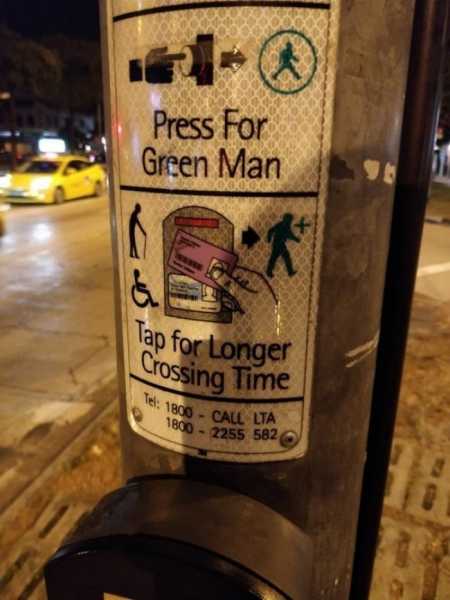 Press For
Green Man
Tap for Longer
Crossing Time
Tel: 1800 - CALL LTA
1800 - 2255 582